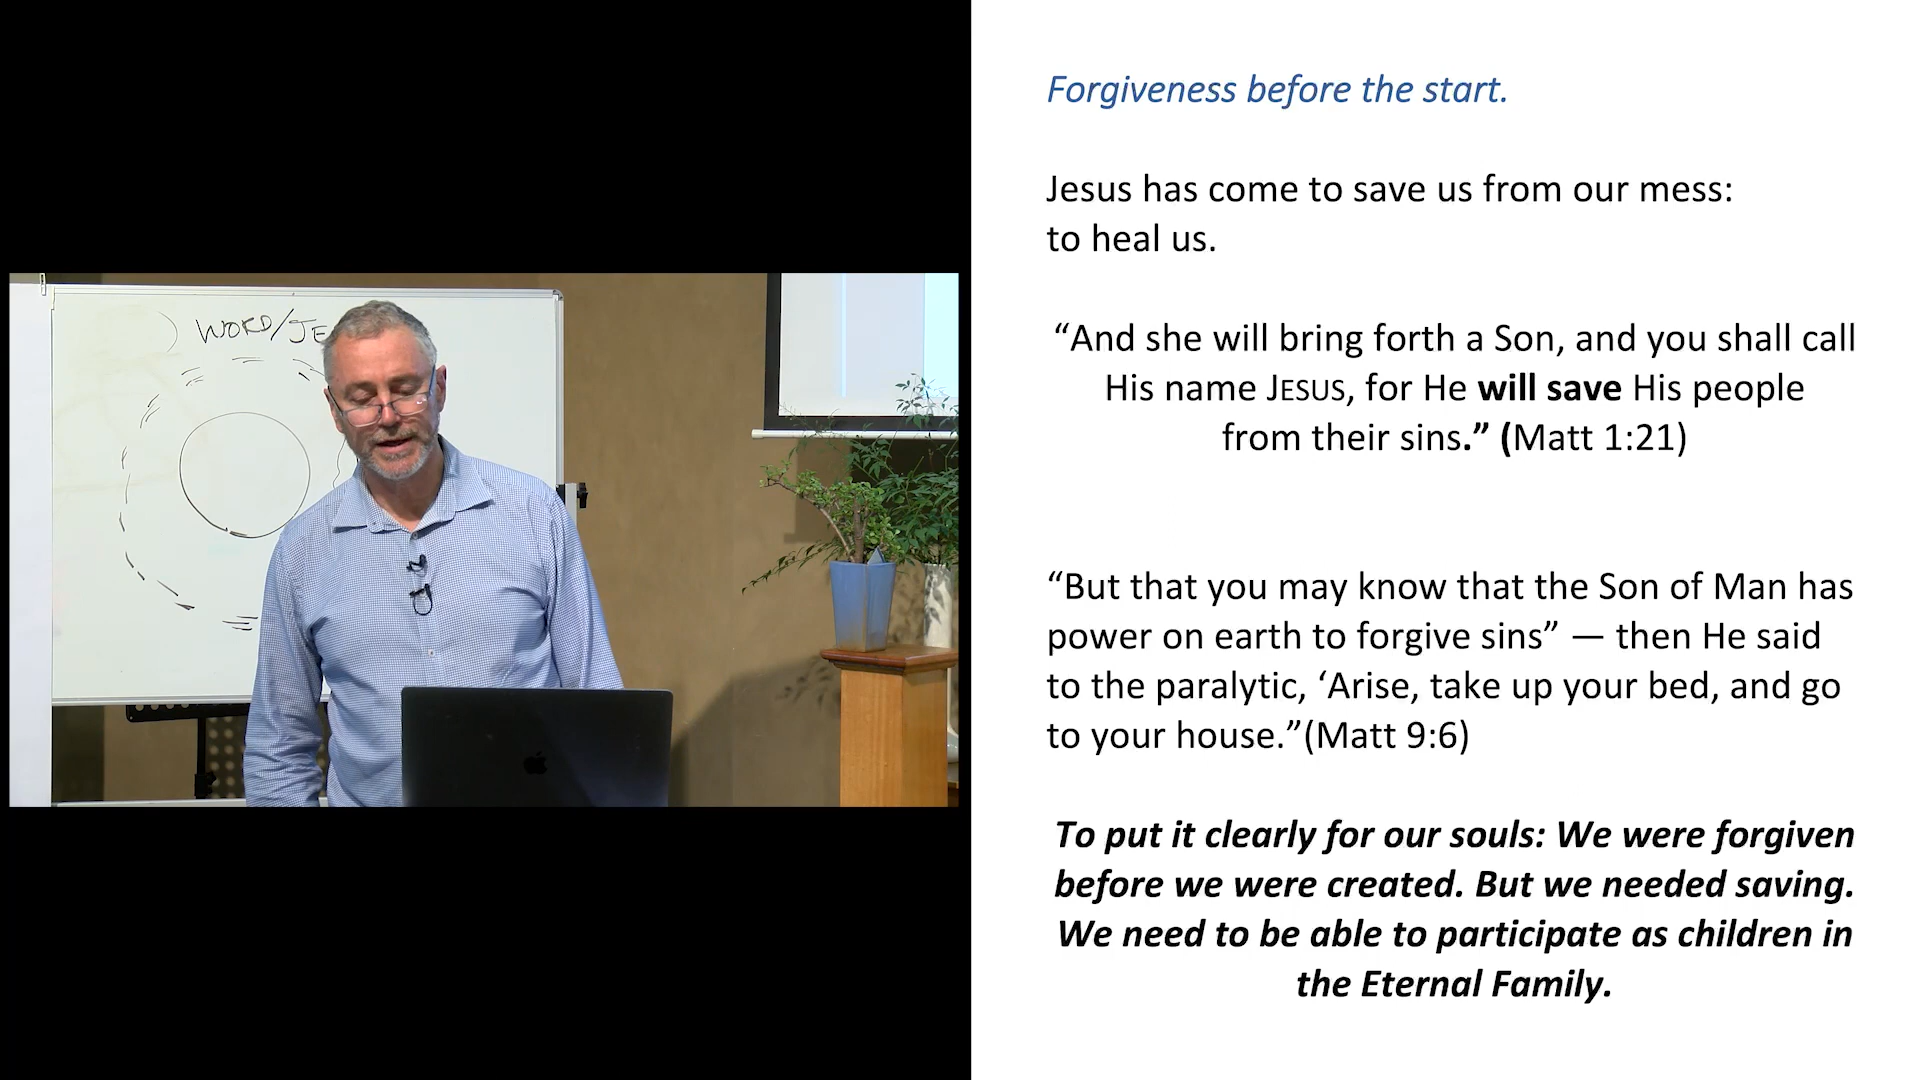 WORD/JE
Forgiveness before the start.
Jesus has come to save us from our mess:
to heal us.
“And she will bring forth a Son, and you shall call
His name JESUS, for He will save His people
from their sins.” (Matt 1:21)
“But that you may know that the Son of Man has
power on earth to forgive sins” — then He said
to the paralytic, ‘Arise, take up your bed, and go
to your house.”(Matt 9:6)
To put it clearly for our souls: We were forgiven
before we were created. But we needed saving.
We need to be able to participate as children in
the Eternal Family.